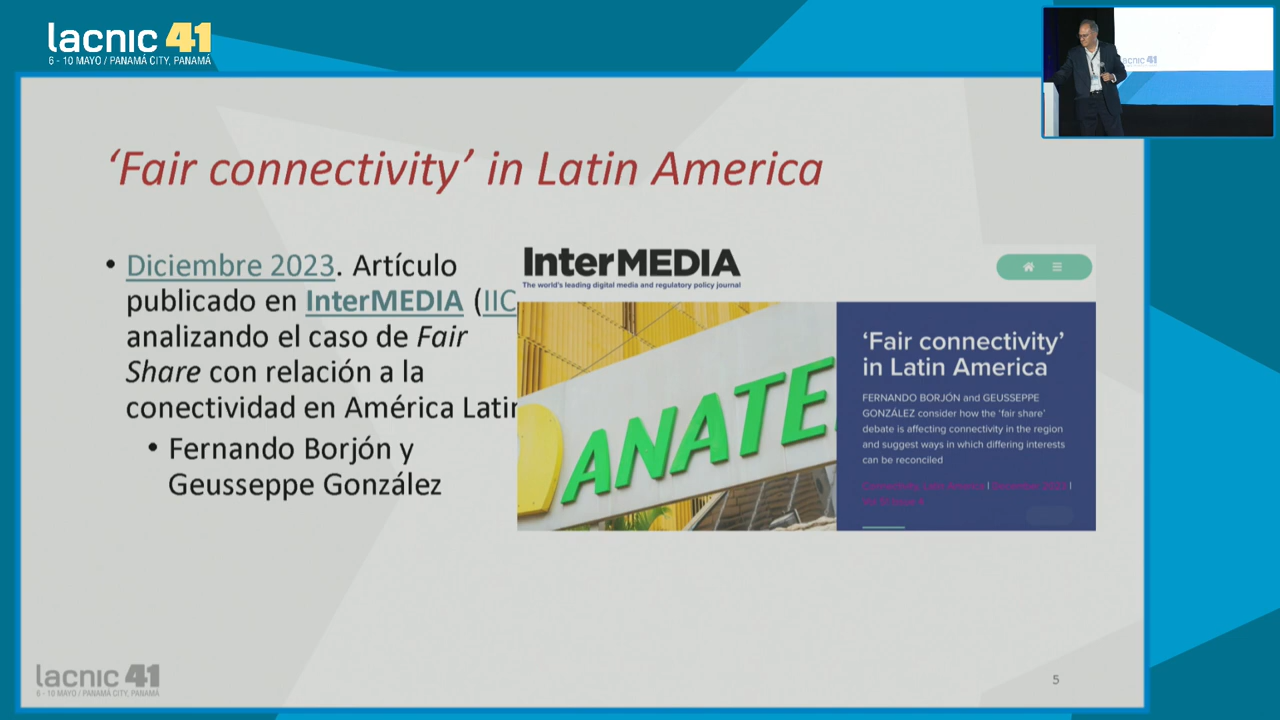 lacnic 41
6 - 10 MAYO / PANAMÁ CITY, PANAMÁ
lacnic 41
‘Fair connectivity’ in Latin America
• Diciembre 2023. Artículo
publicado en InterMEDIA (IIC
analizando el caso de Fair
Share con relación a la
conectividad en América Latin
• Fernando Borjón y
Geusseppe González
InterMEDIA
The world's leading digital media and regulatory policy journal
ANATE
‘Fair connectivity’
in Latin America
FERNANDO BORJÓN and GEUSSEPPE
GONZÁLEZ consider how the ‘fair share’
debate is affecting connectivity in the region
and suggest ways in which differing interests
can be reconciled
lacnic 41
6 - 10 MAYO / PANAMÁ CITY, PANAMÁ
5